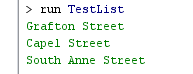 > run TestList
Grafton Street
Capel Street
South Anne Street